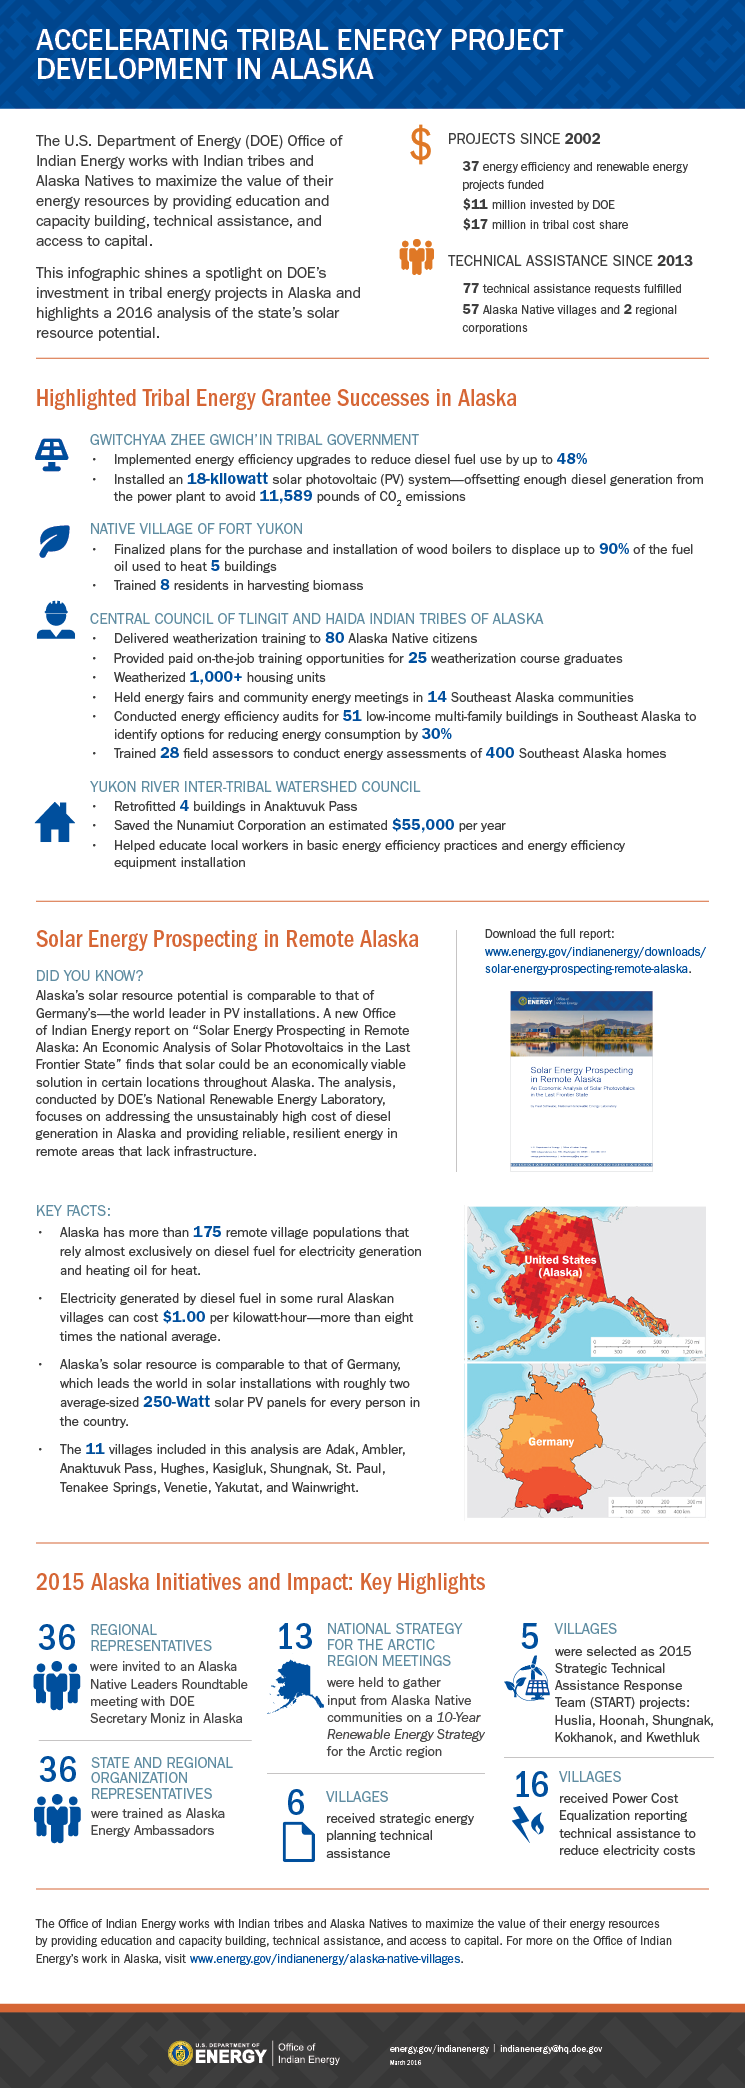 ACCELERATING TRIBAL ENERGY PROJECT
DEVELOPMENT IN ALASKA
The U.S. Department of Energy (DOE) Office of
Indian Energy works with Indian tribes and
Alaska Natives to maximize the value of their
energy resources by providing education and
capacity building, technical assistance, and
access to capital.
This infographic shines a spotlight on DOE's
investment in tribal energy projects in Alaska and
highlights a 2016 analysis of the state's solar
resource potential.
$
PROJECTS SINCE 2002
37 energy efficiency and renewable energy
projects funded
$11 million invested by DOE
$17 million in tribal cost share
TECHNICAL ASSISTANCE SINCE 2013
77 technical assistance requests fulfilled
57 Alaska Native villages and 2 regional
corporations
Highlighted Tribal Energy Grantee Successes in Alaska
GWITCHYAA ZHEE GWICH'IN TRIBAL GOVERNMENT
• Implemented energy efficiency upgrades to reduce diesel fuel use by up to 48%
• Installed an 18-kilowatt solar photovoltaic (PV) system—offsetting enough diesel generation from
the power plant to avoid 11,589 pounds of CO2 emissions
NATIVE VILLAGE OF FORT YUKON
• Finalized plans for the purchase and installation of wood boilers to displace up to 90% of the fuel
oil used to heat 5 buildings
• Trained 8 residents in harvesting biomass
CENTRAL COUNCIL OF TLINGIT AND HAIDA INDIAN TRIBES OF ALASKA
• Delivered weatherization training to 80 Alaska Native citizens
• Provided paid on-the-job training opportunities for 25 weatherization course graduates
• Weatherized 1,000+ housing units
• Held energy fairs and community energy meetings in 14 Southeast Alaska communities
• Conducted energy efficiency audits for 51 low-income multi-family buildings in Southeast Alaska to
identify options for reducing energy consumption by 30%
• Trained 28 field assessors to conduct energy assessments of 400 Southeast Alaska homes
YUKON RIVER INTER-TRIBAL WATERSHED COUNCIL
• Retrofitted 4 buildings in Anaktuvuk Pass
• Saved the Nunamiut Corporation an estimated $55,000 per year
• Helped educate local workers in basic energy efficiency practices and energy efficiency
equipment installation
Solar Energy Prospecting in Remote Alaska
DID YOU KNOW?
Alaska's solar resource potential is comparable to that of
Germany's—the world leader in PV installations. A new Office
of Indian Energy report on "Solar Energy Prospecting in Remote
Alaska: An Economic Analysis of Solar Photovoltaics in the Last
Frontier State" finds that solar could be an economically viable
solution in certain locations throughout Alaska. The analysis,
conducted by DOE's National Renewable Energy Laboratory,
focuses on addressing the unsustainably high cost of diesel
generation in Alaska and providing reliable, resilient energy in
remote areas that lack infrastructure.
Download the full report:
www.energy.gov/indianenergy/downloads/
solar-energy-prospecting-remote-alaska.
ENERGY
Office of
Indian Energy
Solar Energy Prospecting
in Remote Alaska
An Economic Analysis of Solar Photovoltaics
in the Last Frontier State
KEY FACTS:
• Alaska has more than 175 remote village populations that
rely almost exclusively on diesel fuel for electricity generation
and heating oil for heat.
• Electricity generated by diesel fuel in some rural Alaskan
villages can cost $1.00 per kilowatt-hour—more than eight
times the national average.
• Alaska's solar resource is comparable to that of Germany,
which leads the world in solar installations with roughly two
average-sized 250-Watt solar PV panels for every person in
the country.
• The 11 villages included in this analysis are Adak, Ambler,
Anaktuvuk Pass, Hughes, Kasigluk, Shungnak, St. Paul,
Tenakee Springs, Venetie, Yakutat, and Wainwright.
United States
(Alaska)
0 250 500 750 mi
0 300 600 900 1,200 km
Germany
0 100 200 300 mi
0 100 200 300 400 km
2015 Alaska Initiatives and Impact: Key Highlights
36 REGIONAL
REPRESENTATIVES
were invited to an Alaska
Native Leaders Roundtable
meeting with DOE
Secretary Moniz in Alaska
36 STATE AND REGIONAL
ORGANIZATION
REPRESENTATIVES
were trained as Alaska
Energy Ambassadors
13 NATIONAL STRATEGY
FOR THE ARCTIC
REGION MEETINGS
were held to gather
input from Alaska Native
communities on a 10-Year
Renewable Energy Strategy
for the Arctic region
6 VILLAGES
received strategic energy
planning technical
assistance
5 VILLAGES
were selected as 2015
Strategic Technical
Assistance Response
Team (START) projects:
Huslia, Hoonah, Shungnak,
Kokhanok, and Kwethluk
16 VILLAGES
received Power Cost
Equalization reporting
technical assistance to
reduce electricity costs
The Office of Indian Energy works with Indian tribes and Alaska Natives to maximize the value of their energy resources
by providing education and capacity building, technical assistance, and access to capital. For more on the Office of Indian
Energy's work in Alaska, visit www.energy.gov/indianenergy/alaska-native-villages.
U.S. DEPARTMENT OF
ENERGY
Office of
Indian Energy
energy.gov/indianenergy | indianenergy@hq.doe.gov
March 2016